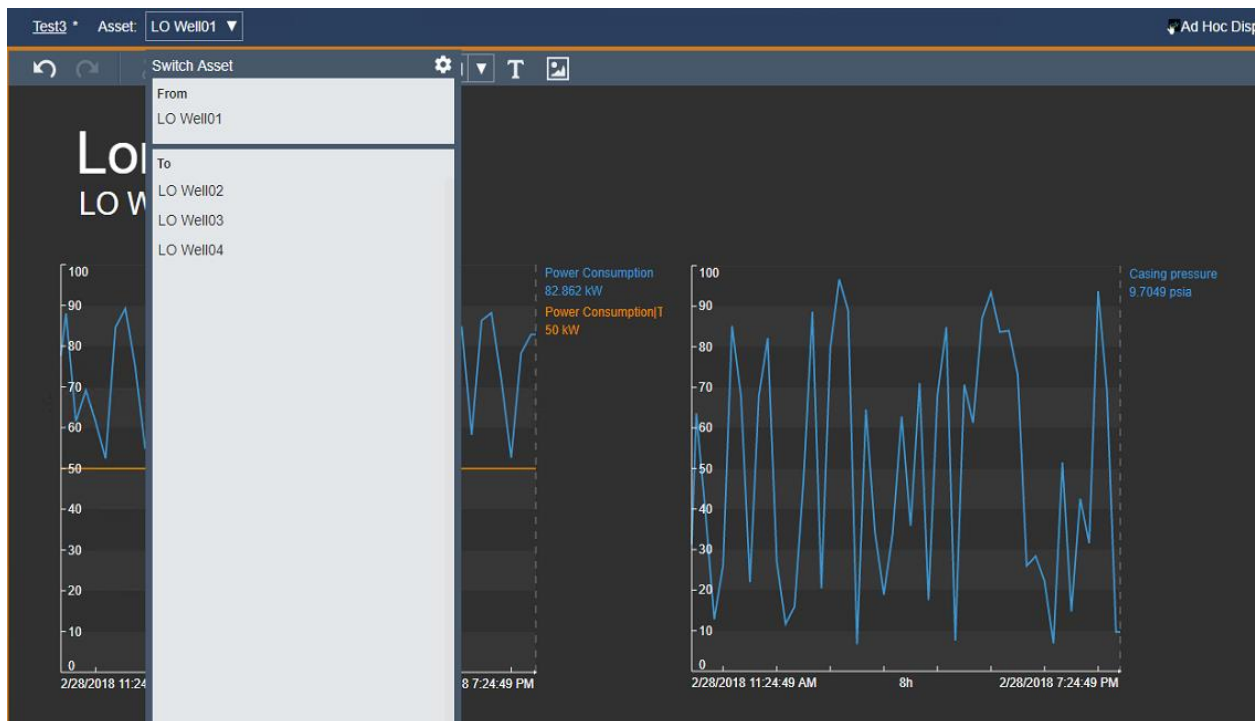 Test3 * Asset: LO Well01 ▼
Ad Hoc Disp
Switch Asset
From
LO Well01
To
LO Well02
LO Well03
LO Well04
Lo
LO W
100
90
80
70
60
50
40
30
20
10
0
2/28/2018 11:24
8 7:24:49 PM
Power Consumption
82.862 kW
Power Consumption|T
50 kW
100
90
80
70
60
50
40
30
20
10
0
2/28/2018 11:24:49 AM 8h 2/28/2018 7:24:49 PM
Casing pressure
9.7049 psia